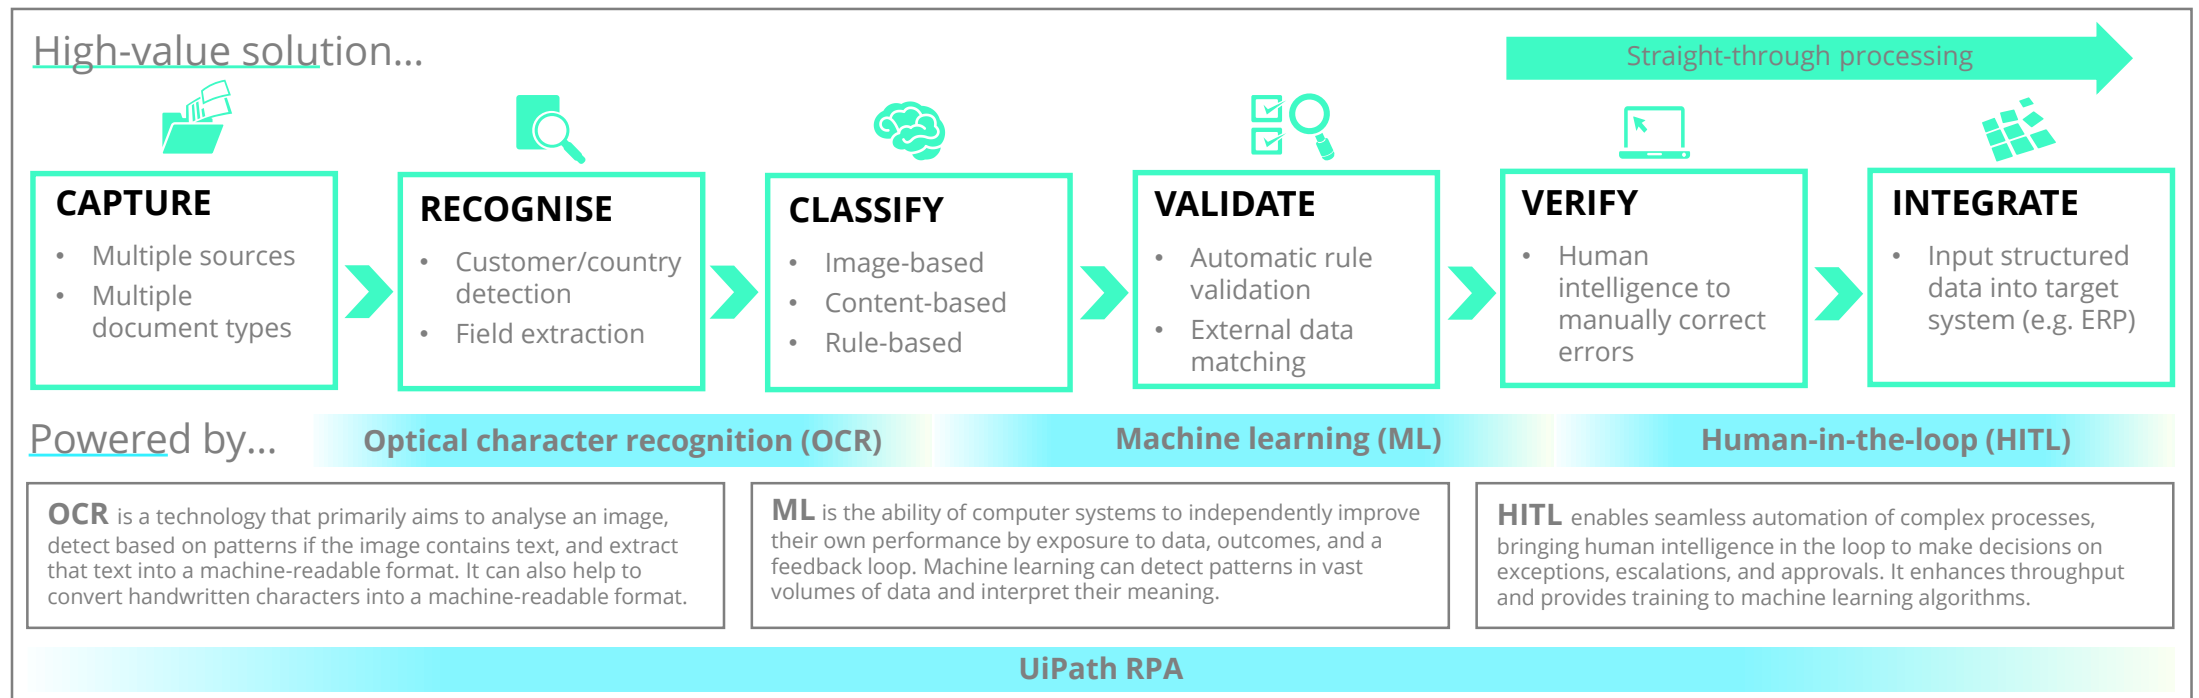 High-value solution...
Straight-through processing
CAPTURE
• Multiple sources
• Multiple
document types
RECOGNISE
• Customer/country
detection
• Field extraction
CLASSIFY
• Image-based
• Content-based
• Rule-based
VALIDATE
• Automatic rule
validation
• External data
matching
VERIFY
• Human
intelligence to
manually correct
errors
INTEGRATE
• Input structured
data into target
system (e.g. ERP)
Powered by...
Optical character recognition (OCR)
Machine learning (ML)
Human-in-the-loop (HITL)
OCR is a technology that primarily aims to analyse an image,
detect based on patterns if the image contains text, and extract
that text into a machine-readable format. It can also help to
convert handwritten characters into a machine-readable format.
ML is the ability of computer systems to independently improve
their own performance by exposure to data, outcomes, and a
feedback loop. Machine learning can detect patterns in vast
volumes of data and interpret their meaning.
HITL enables seamless automation of complex processes,
bringing human intelligence in the loop to make decisions on
exceptions, escalations, and approvals. It enhances throughput
and provides training to machine learning algorithms.
UiPath RPA